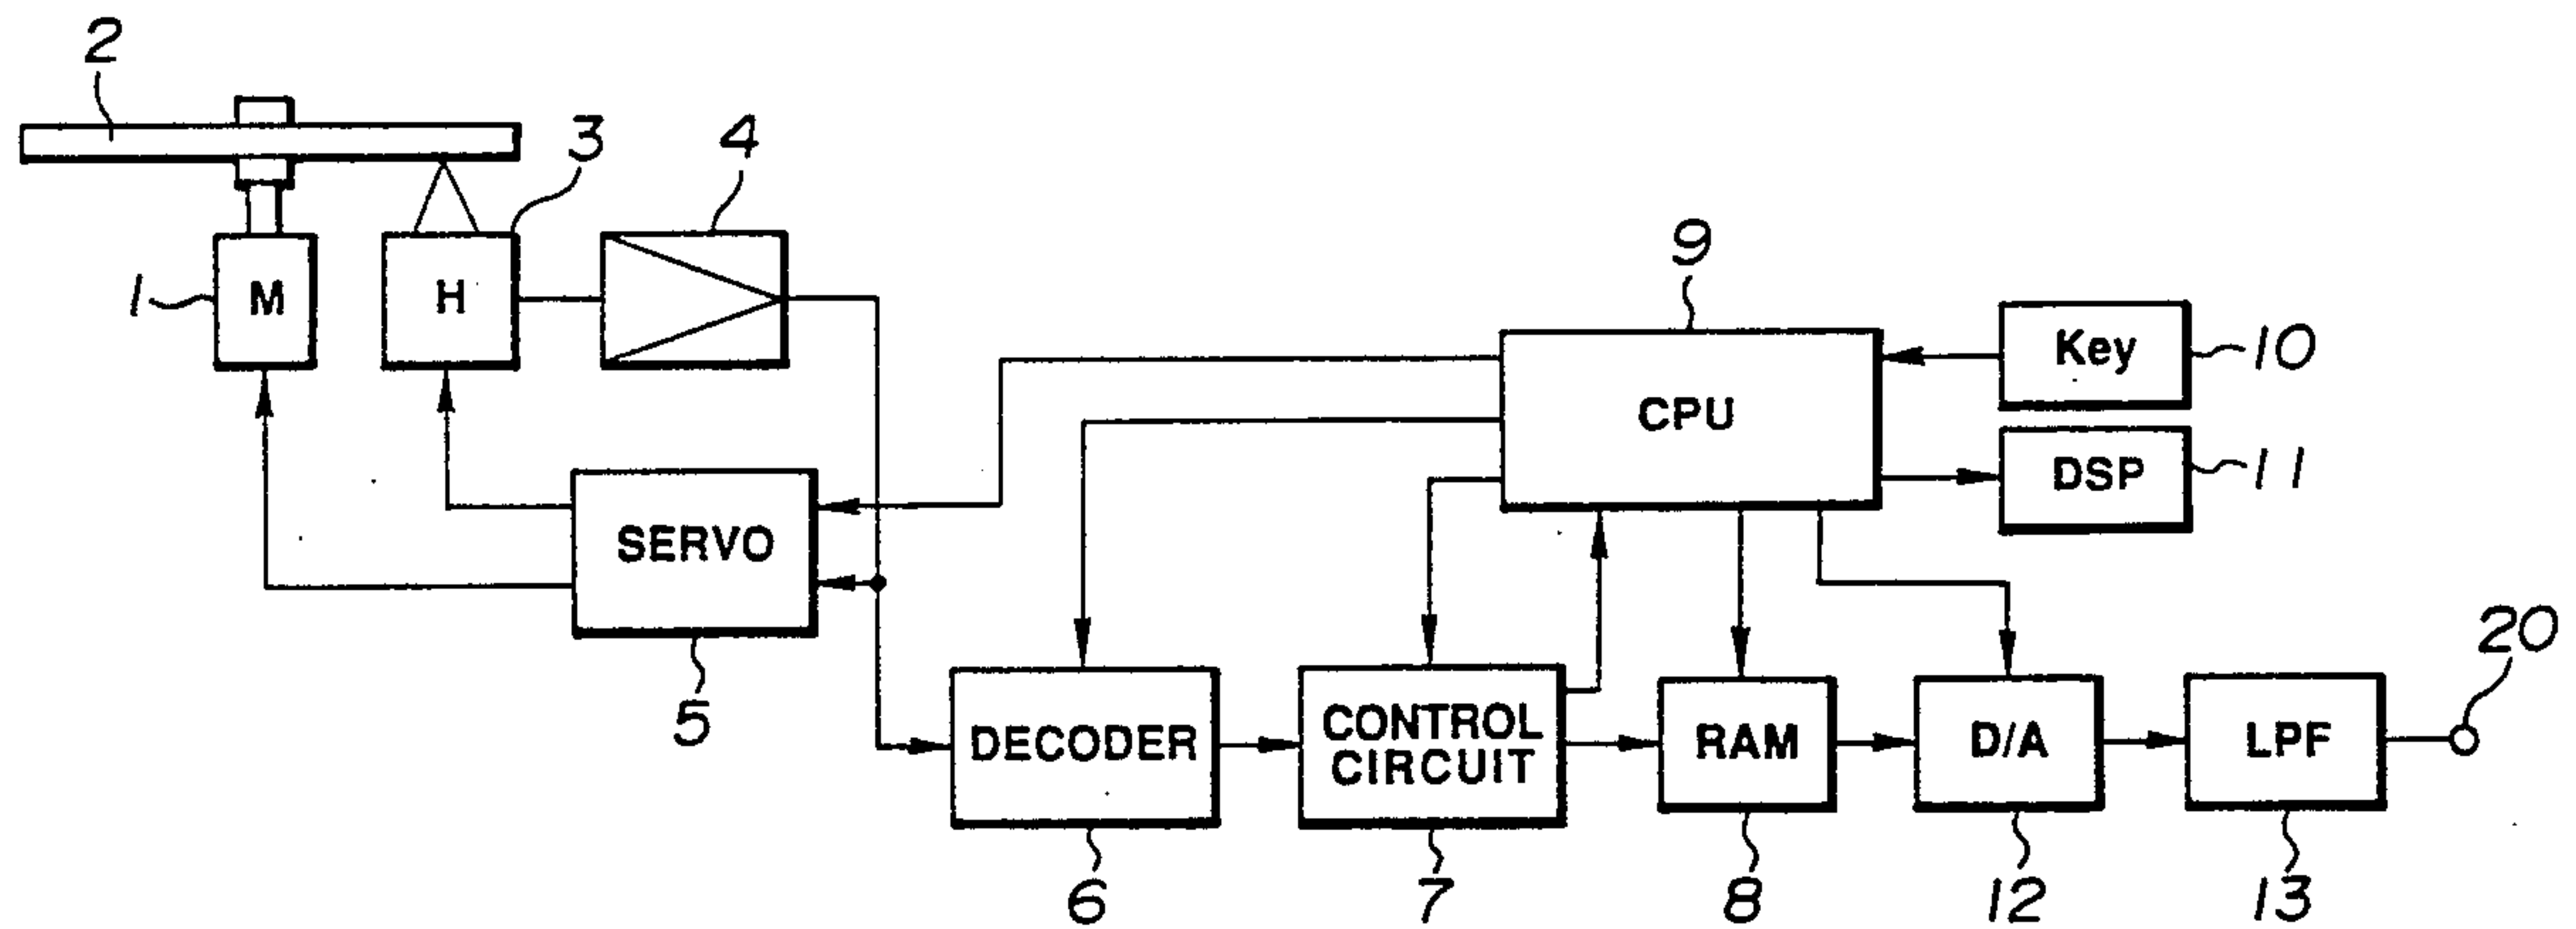 2
3
4
1
M
H
9
Key
10
CPU
DSP
11
SERVO
5
20
DECODER
CONTROL
CIRCUIT
RAM
D/A
LPF
6
7
8
12
13